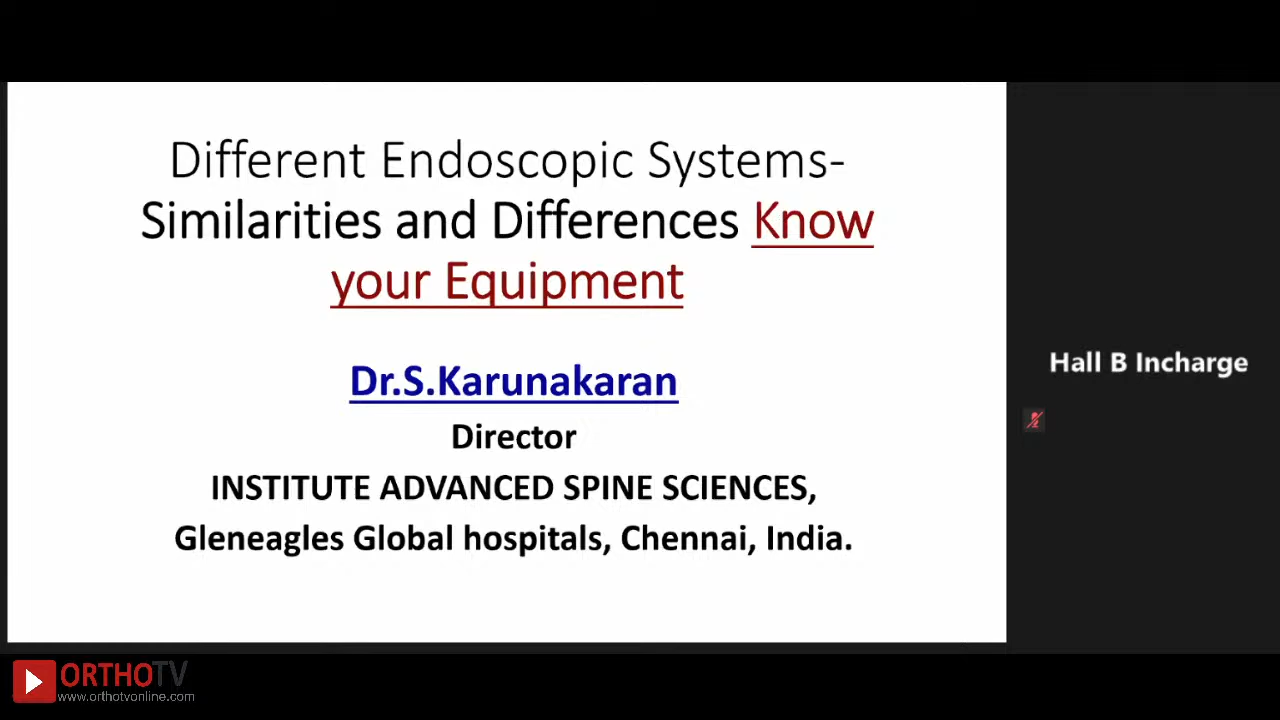 Different Endoscopic Systems-
Similarities and Differences Know
your Equipment
Dr.S.Karunakaran
Director
INSTITUTE ADVANCED SPINE SCIENCES,
Gleneagles Global hospitals, Chennai, India.
Hall B Incharge
ORTHOTV
www.orthotvonline.com